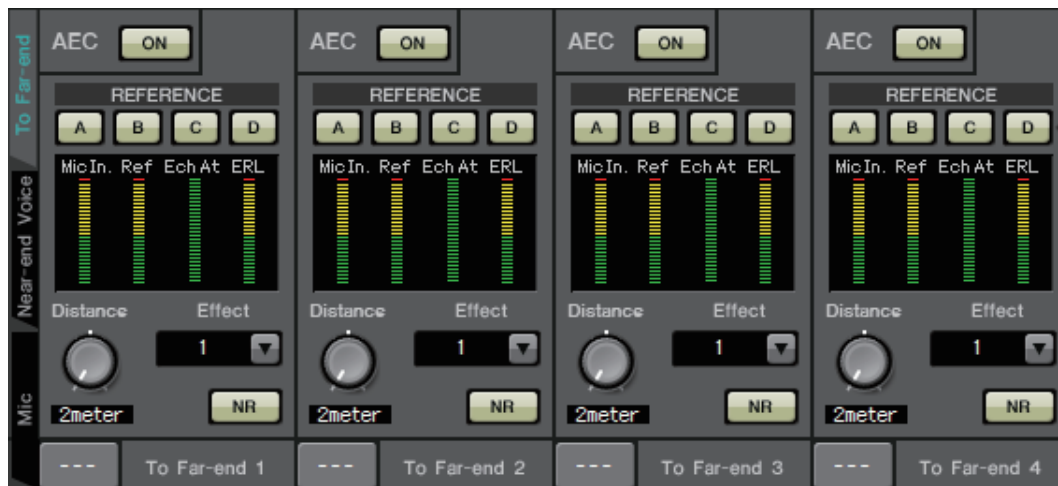 To Far-end
Near-end Voice
Mic
AEC ON
REFERENCE
A B C D
MicIn. Ref EchAt ERL
Distance Effect
1
2meter NR
--- To Far-end 1
AEC ON
REFERENCE
A B C D
MicIn. Ref EchAt ERL
Distance Effect
1
2meter NR
--- To Far-end 2
AEC ON
REFERENCE
A B C D
MicIn. Ref EchAt ERL
Distance Effect
1
2meter NR
--- To Far-end 3
AEC ON
REFERENCE
A B C D
MicIn. Ref EchAt ERL
Distance Effect
1
2meter NR
--- To Far-end 4